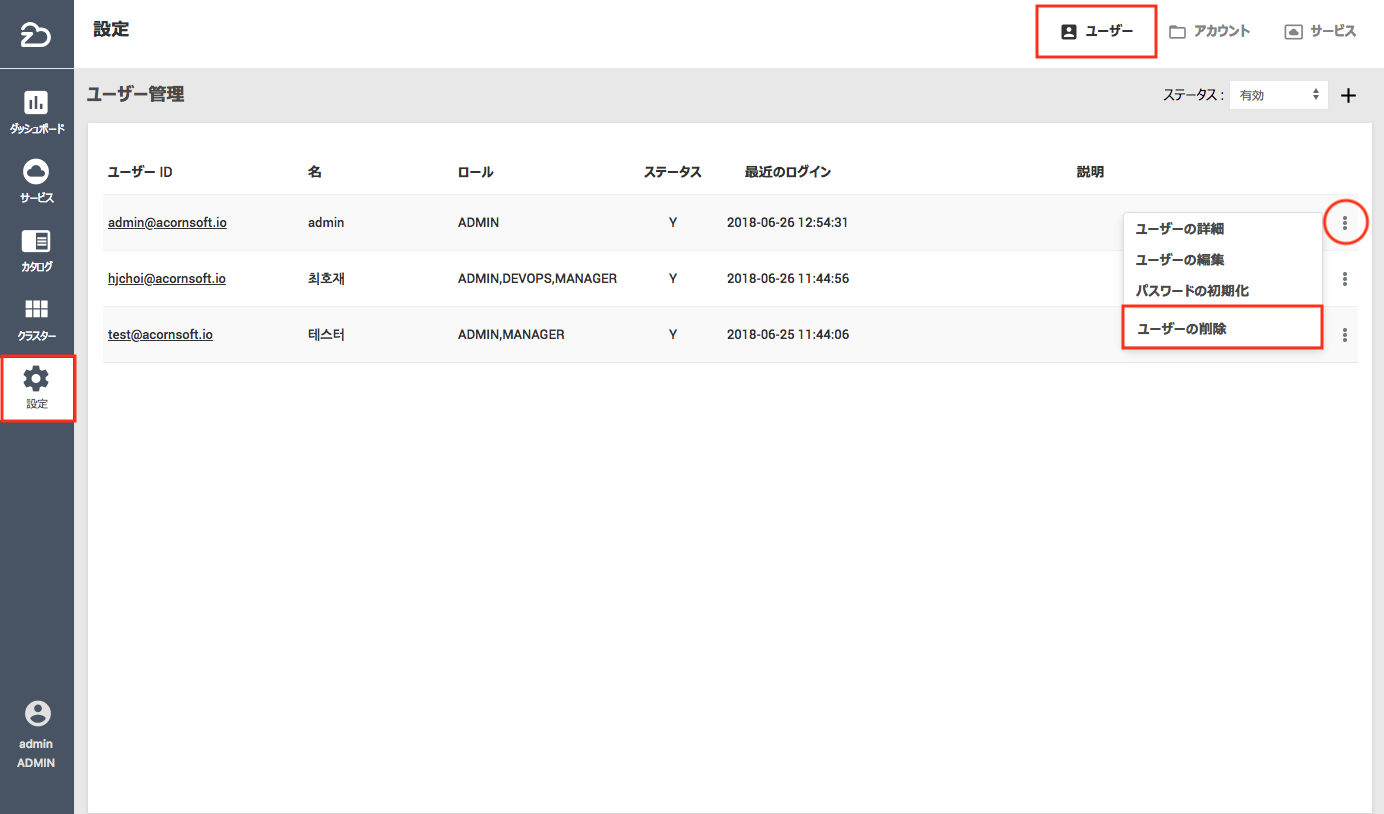 設定
ユーザー
アカウント
サービス
ダッシュボード
サービス
カタログ
クラスター
設定
admin
ADMIN
ユーザー管理
ステータス : 有効
ユーザー ID 名 ロール ステータス 最近のログイン 説明
admin@acornsoft.io admin ADMIN Y 2018-06-26 12:54:31
hjchoi@acornsoft.io 최호재 ADMIN,DEVOPS,MANAGER Y 2018-06-26 11:44:56
test@acornsoft.io 테스터 ADMIN,MANAGER Y 2018-06-25 11:44:06
ユーザーの詳細
ユーザーの編集
パスワードの初期化
ユーザーの削除